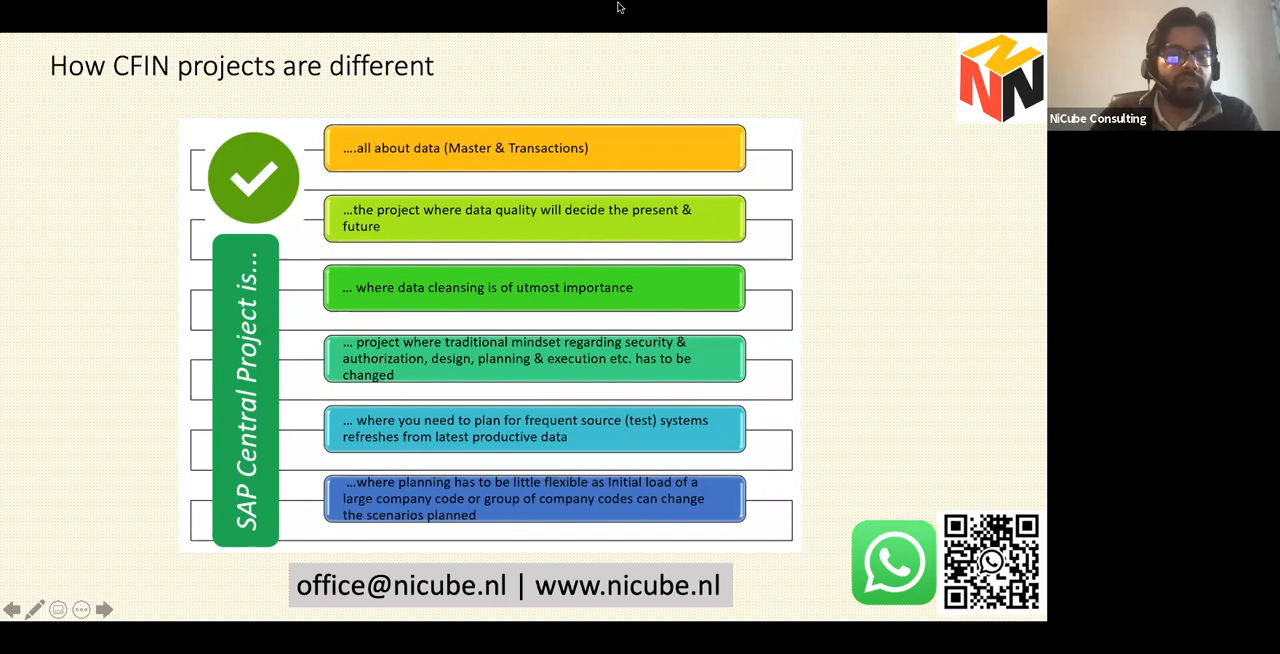 How CFIN projects are different
NiCube Consulting
SAP Central Project is...
....all about data (Master & Transactions)
...the project where data quality will decide the present &
future
... where data cleansing is of utmost importance
... project where traditional mindset regarding security &
authorization, design, planning & execution etc. has to be
changed
... where you need to plan for frequent source (test) systems
refreshes from latest productive data
...where planning has to be little flexible as Initial load of a
large company code or group of company codes can change
the scenarios planned
office@nicube.nl | www.nicube.nl